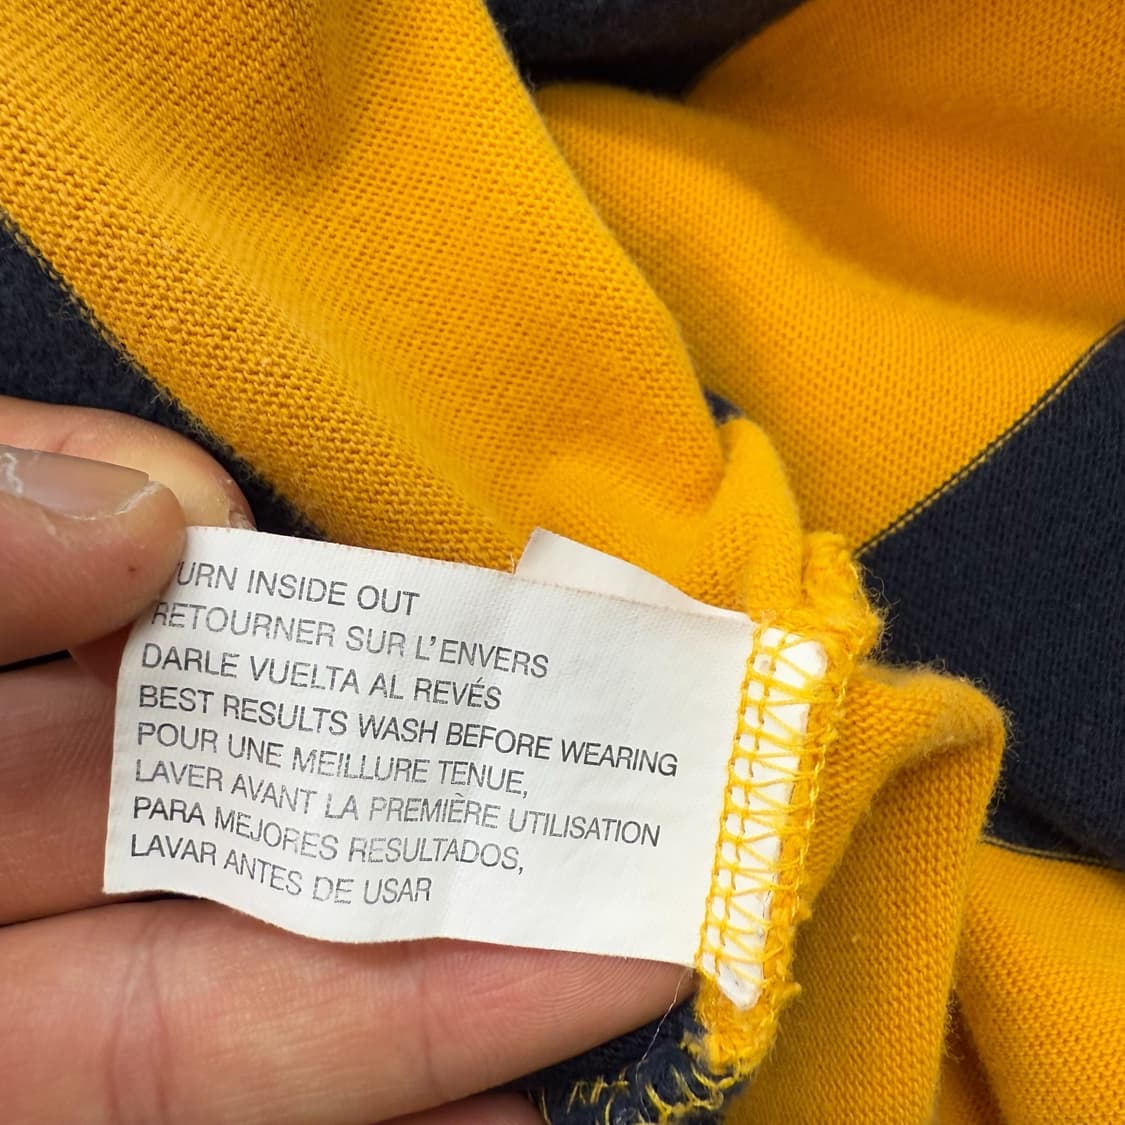 TURN INSIDE OUT
RETOURNER SUR L'ENVERS
DARLE VUELTA AL REVÉS
BEST RESULTS WASH BEFORE WEARING
POUR UNE MEILLURE TENUE,
LAVER AVANT LA PREMIÈRE UTILISATION
PARA MEJORES RESULTADOS,
LAVAR ANTES DE USAR